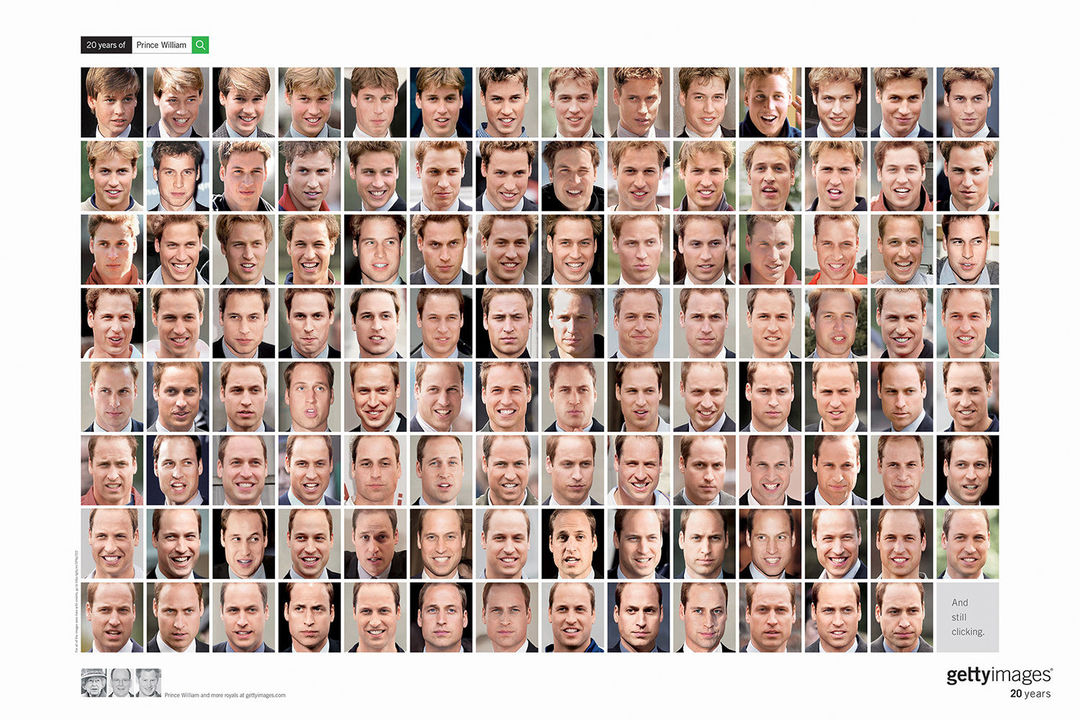 20 years of Prince William
And
still
clicking.
Prince William and more royals at gettyimages.com
gettyimages®
20 years